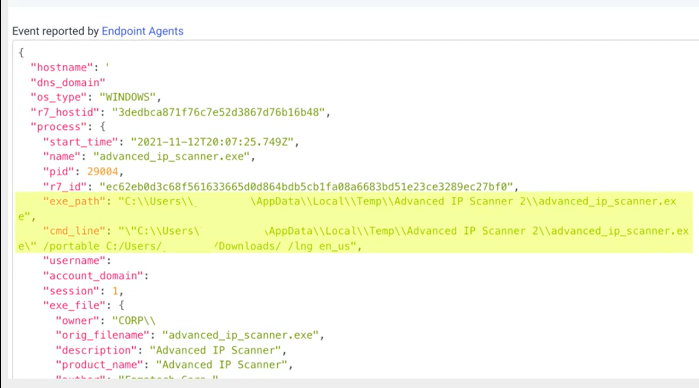 Event reported by Endpoint Agents
{
"hostname": '
"dns_domain"
"os_type": "WINDOWS",
"r7_hostid": "3dedbca871f76c7e52d3867d76b16b48",
"process": {
"start_time": "2021-11-12T20:07:25.749Z",
"name": "advanced_ip_scanner.exe",
"pid": 29004,
"r7_id": "ec62eb0d3c68f561633665d0d864bdb5cb1fa08a6683bd51e23ce3289ec27bf0",
"exe_path": "C:\\Users\\ \AppData\\Local\\Temp\\Advanced IP Scanner 2\\advanced_ip_scanner.ex
e",
"cmd_line": "\"C:\\Users\ \AppData\\Local\\Temp\\Advanced IP Scanner 2\\advanced_ip_scanner.ex
e\" /portable C:/Users/ /Downloads/ /lng en_us",
"username":
"account_domain":
"session": 1,
"exe_file": {
"owner": "CORP\\
"orig_filename": "advanced_ip_scanner.exe",
"description": "Advanced IP Scanner",
"product_name": "Advanced IP Scanner",
"author": "Famatech Corp.",